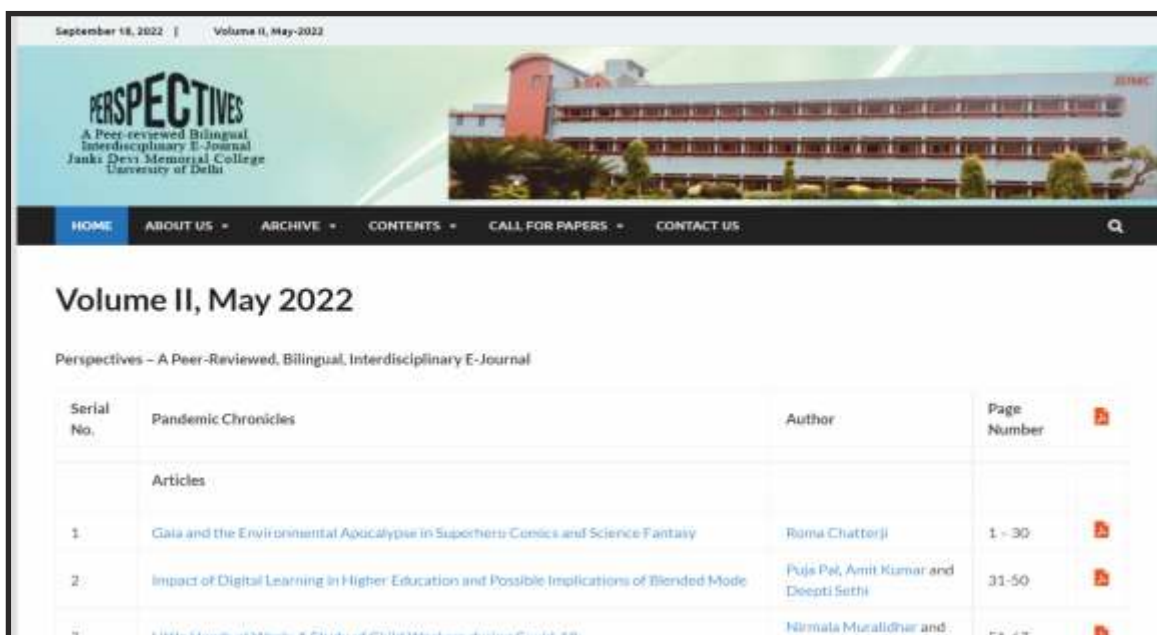 September 18, 2022 | Volume II, May-2022
PERSPECTIVES
A Peer-reviewed Bilingual
Interdisciplinary E-Journal
Janki Devi Memorial College
University of Delhi
JDMC
HOME ABOUT US ARCHIVE CONTENTS CALL FOR PAPERS CONTACT US
Volume II, May 2022
Perspectives – A Peer-Reviewed, Bilingual, Interdisciplinary E-Journal
Serial No. Pandemic Chronicles Author Page Number
Articles
1 Gaia and the Environmental Apocalypse in Superhero Comics and Science Fantasy Roma Chatterji 1 – 30
2 Impact of Digital Learning in Higher Education and Possible Implications of Blended Mode Puja Pal, Amit Kumar and
Deepti Sethi 31-50
Nirmala Muralidhar and